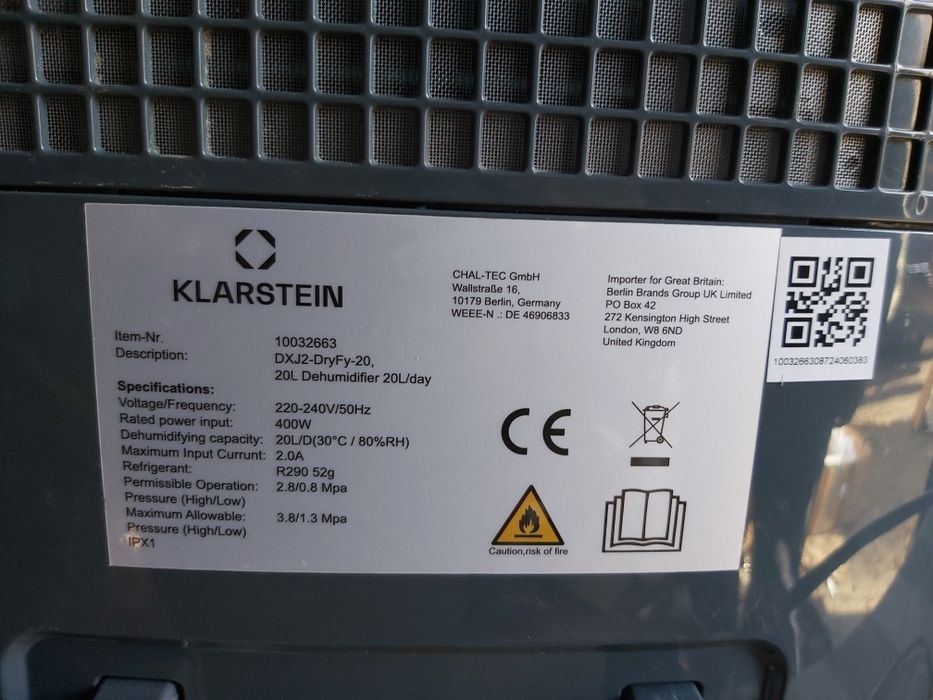 KLARSTEIN
CHAL-TEC GmbH
Wallstraße 16,
10179 Berlin, Germany
WEEE-N .: DE 46906833
Importer for Great Britain:
Berlin Brands Group UK Limited
PO Box 42
272 Kensington High Street
London, W8 6ND
United Kingdom
1003266308724060383
Item-Nr. 10032663
Description: DXJ2-DryFy-20,
20L Dehumidifier 20L/day
Specifications:
Voltage/Frequency: 220-240V/50Hz
Rated power input: 400W
Dehumidifying capacity: 20L/D(30°C / 80%RH)
Maximum Input Currunt: 2.0A
Refrigerant: R290 52g
Permissible Operation: 2.8/0.8 Mpa
Pressure (High/Low)
Maximum Allowable: 3.8/1.3 Mpa
Pressure (High/Low)
IPX1
CE
Caution,risk of fire